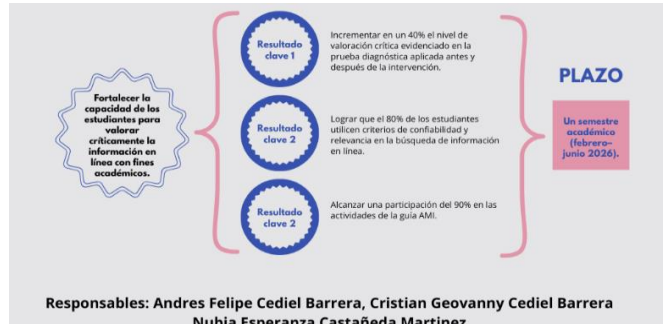 Fortalecer la
capacidad de los
estudiantes para
valorar
críticamente la
información en
línea con fines
académicos.
Resultado
clave 1
Incrementar en un 40% el nivel de
valoración crítica evidenciado en la
prueba diagnóstica aplicada antes y
después de la intervención.
Resultado
clave 2
Lograr que el 80% de los estudiantes
utilicen criterios de confiabilidad y
relevancia en la búsqueda de información
en línea.
Resultado
clave 2
Alcanzar una participación del 90% en las
actividades de la guía AMI.
PLAZO
Un semestre
académico
(febrero–
junio 2026).
Responsables: Andres Felipe Cediel Barrera, Cristian Geovanny Cediel Barrera
Nubia Esperanza Castañeda Martinez